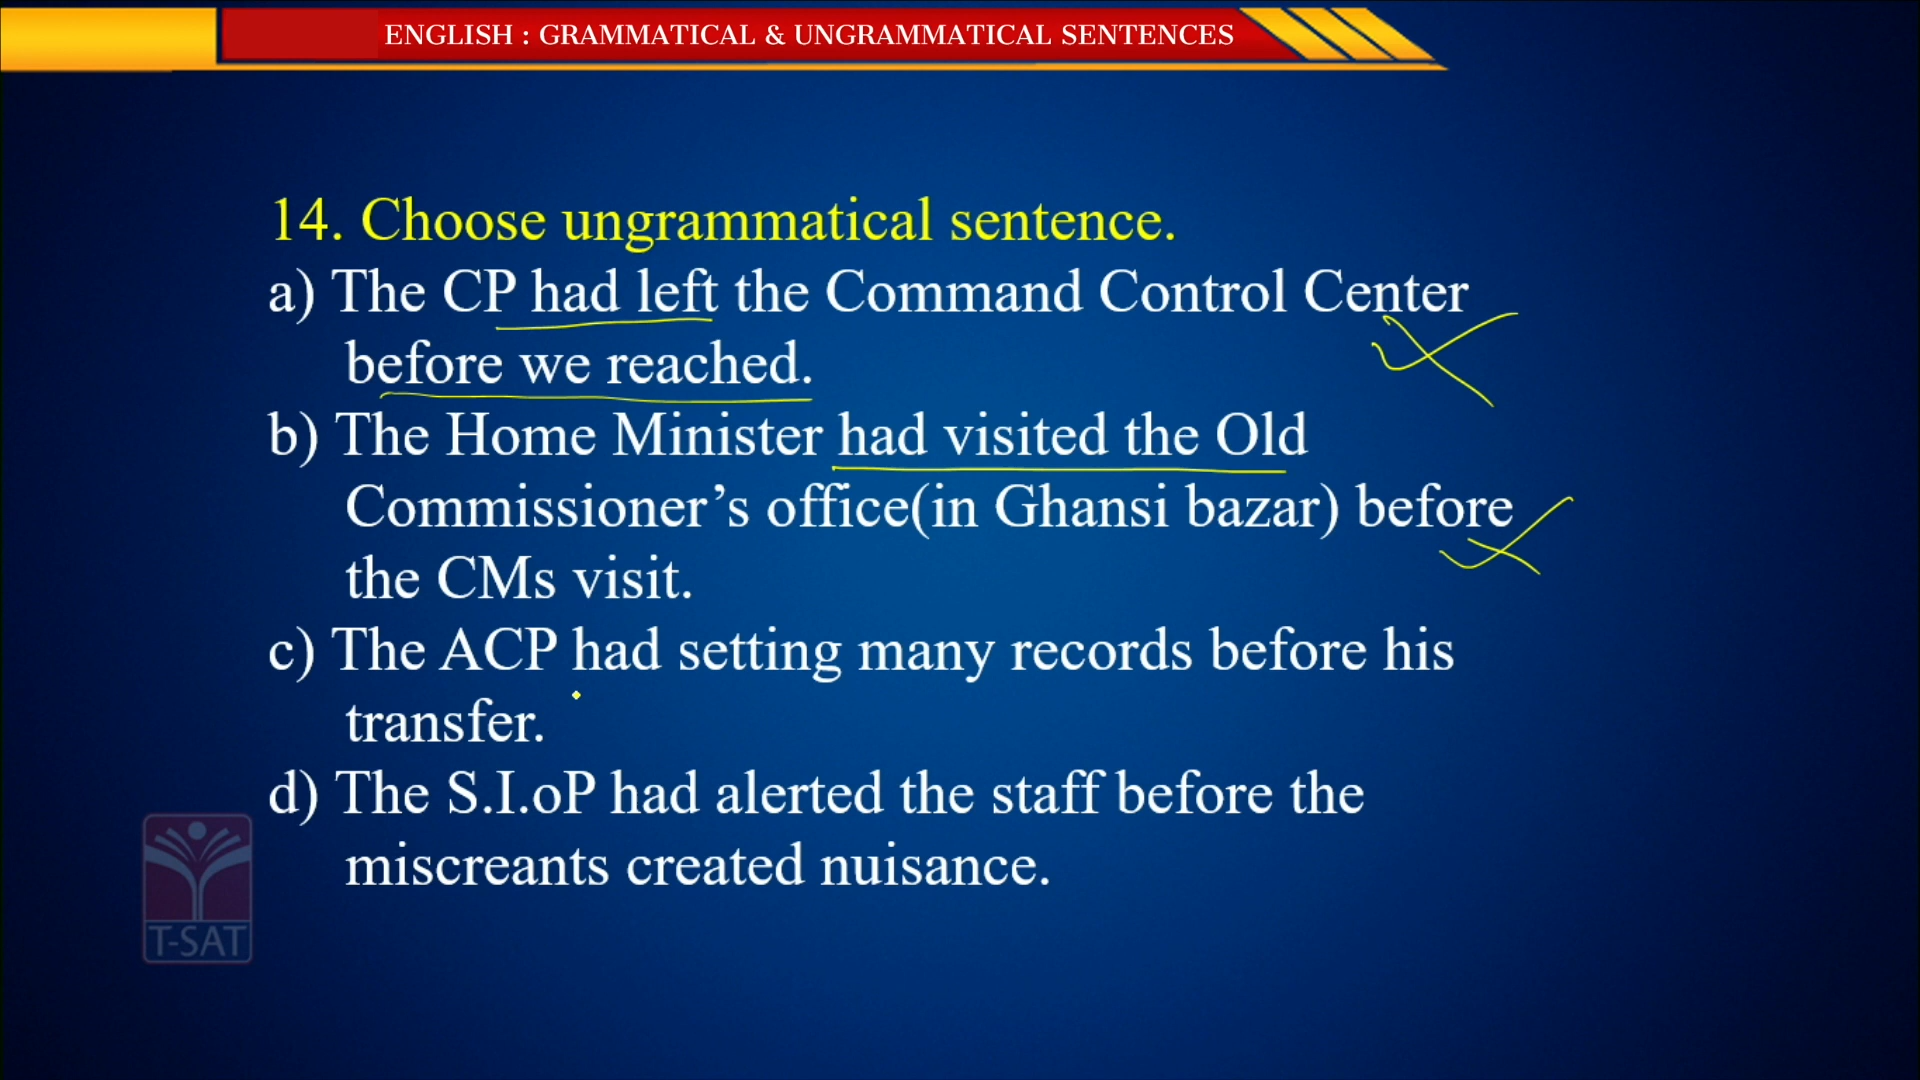 ENGLISH : GRAMMATICAL & UNGRAMMATICAL SENTENCES
14. Choose ungrammatical sentence.
a) The CP had left the Command Control Center
before we reached.
b) The Home Minister had visited the Old
Commissioner’s office(in Ghansi bazar) before
the CMs visit.
c) The ACP had setting many records before his
transfer.
d) The S.I.oP had alerted the staff before the
miscreants created nuisance.
T-SAT